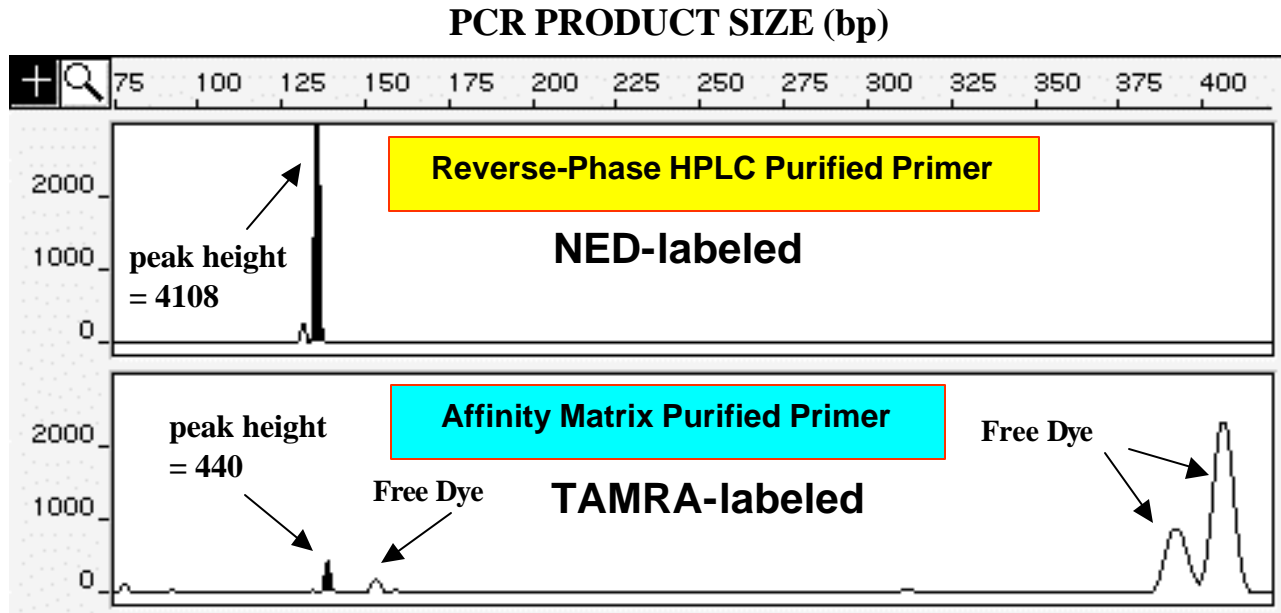 PCR PRODUCT SIZE (bp)
75 100 125 150 175 200 225 250 275 300 325 350 375 400
Reverse-Phase HPLC Purified Primer
2000
NED-labeled
1000
peak height
= 4108
0
Affinity Matrix Purified Primer
peak height
= 440
2000
Free Dye
Free Dye
TAMRA-labeled
1000
0